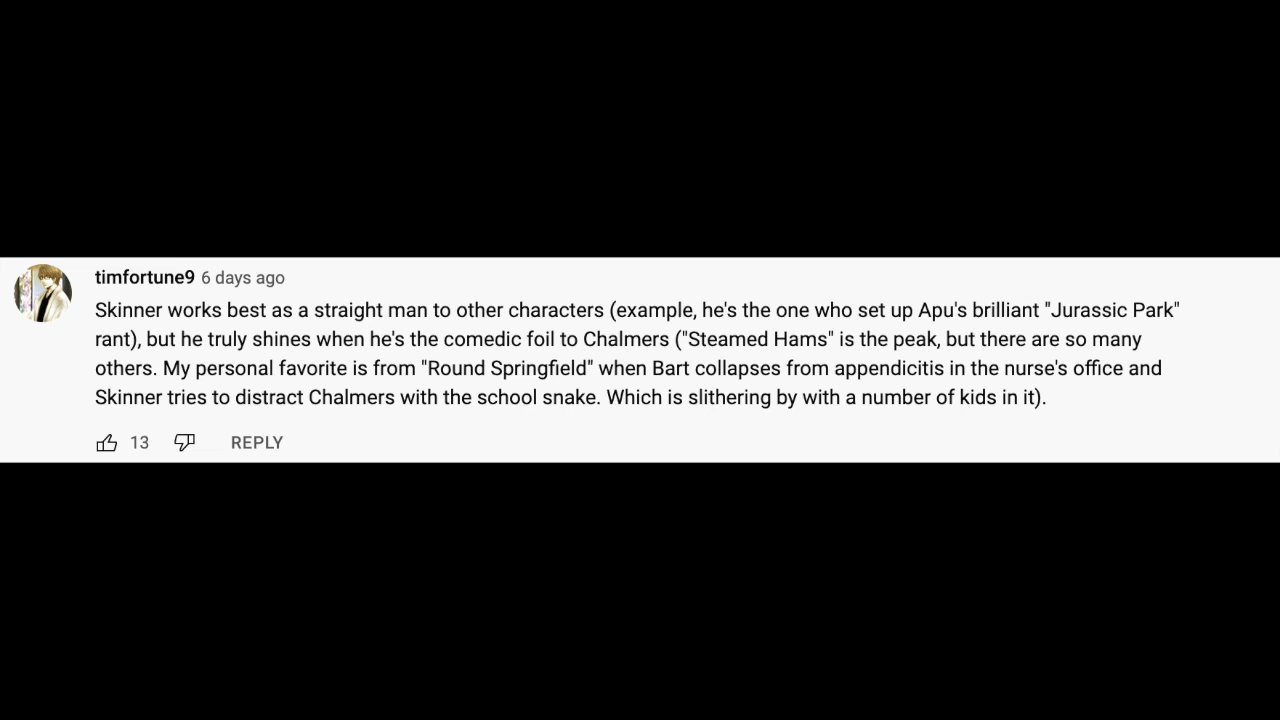 timfortune9 6 days ago
Skinner works best as a straight man to other characters (example, he's the one who set up Apu's brilliant "Jurassic Park"
rant), but he truly shines when he's the comedic foil to Chalmers ("Steamed Hams" is the peak, but there are so many
others. My personal favorite is from "Round Springfield" when Bart collapses from appendicitis in the nurse's office and
Skinner tries to distract Chalmers with the school snake. Which is slithering by with a number of kids in it).
13 REPLY